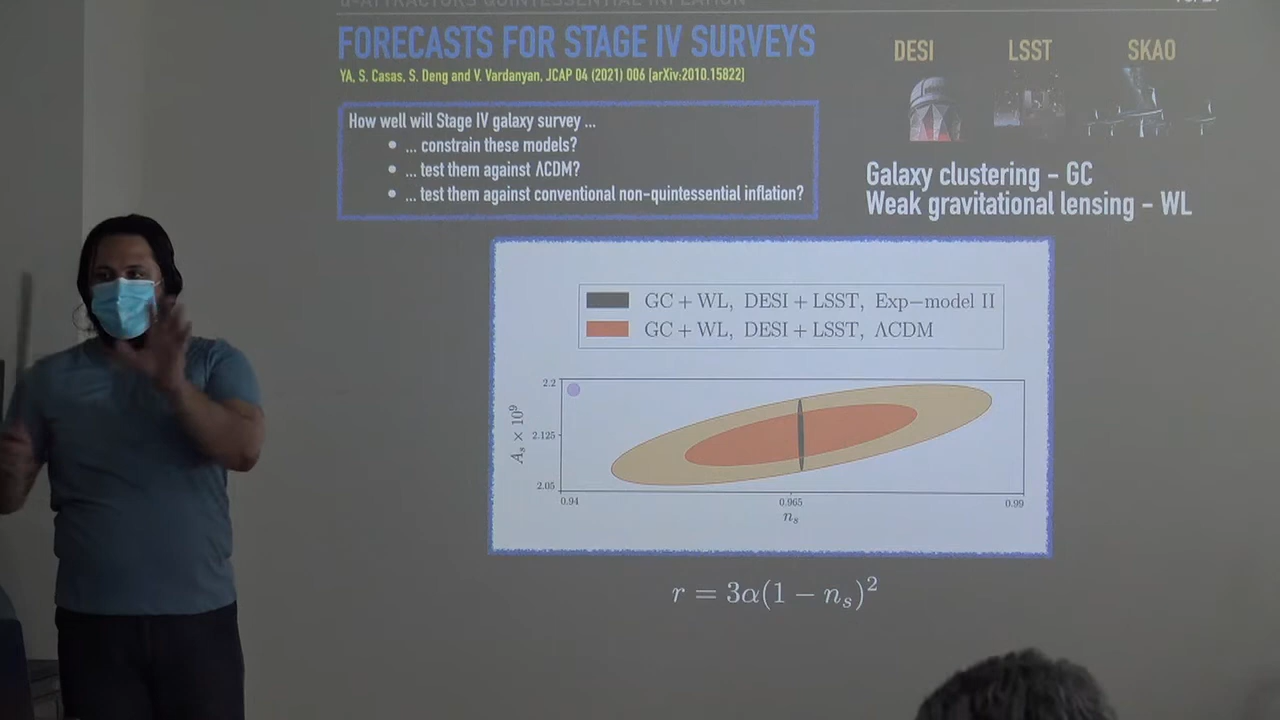 α-ATTRACTORS QUINTESSENTIAL INFLATION
FORECASTS FOR STAGE IV SURVEYS
YA, S. Casas, S. Deng and V. Vardanyan, JCAP 04 (2021) 006 [arXiv:2010.15822]
DESI LSST SKAO
How well will Stage IV galaxy survey ...
• ... constrain these models?
• ... test them against ΛCDM?
• ... test them against conventional non-quintessential inflation?
Galaxy clustering – GC
Weak gravitational lensing – WL
GC + WL, DESI + LSST, Exp−model II
GC + WL, DESI + LSST, ΛCDM
2.2
2.125
2.05
A_s × 10⁹
0.94 0.965 0.99
n_s
r = 3α(1 − n_s)²